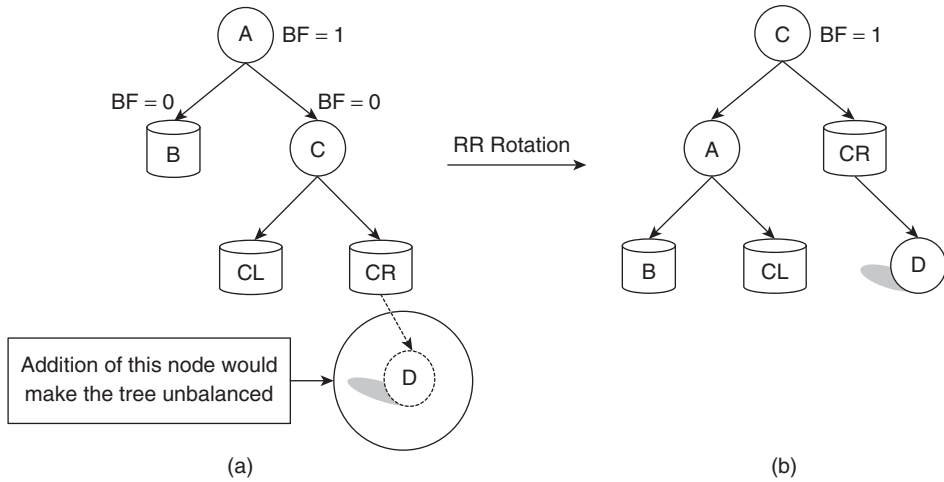 A
BF = 1
BF = 0
BF = 0
B
C
CL
CR
D
Addition of this node would
make the tree unbalanced
(a)
RR Rotation
C
BF = 1
A
CR
B
CL
D
(b)